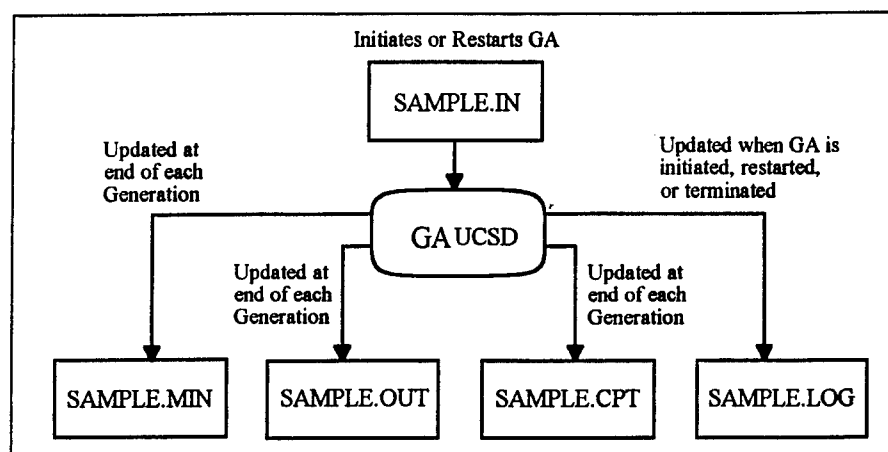 Initiates or Restarts GA
SAMPLE.IN
Updated at
end of each
Generation
Updated when GA is
initiated, restarted,
or terminated
GA UCSD
Updated at
end of each
Generation
Updated at
end of each
Generation
SAMPLE.MIN
SAMPLE.OUT
SAMPLE.CPT
SAMPLE.LOG